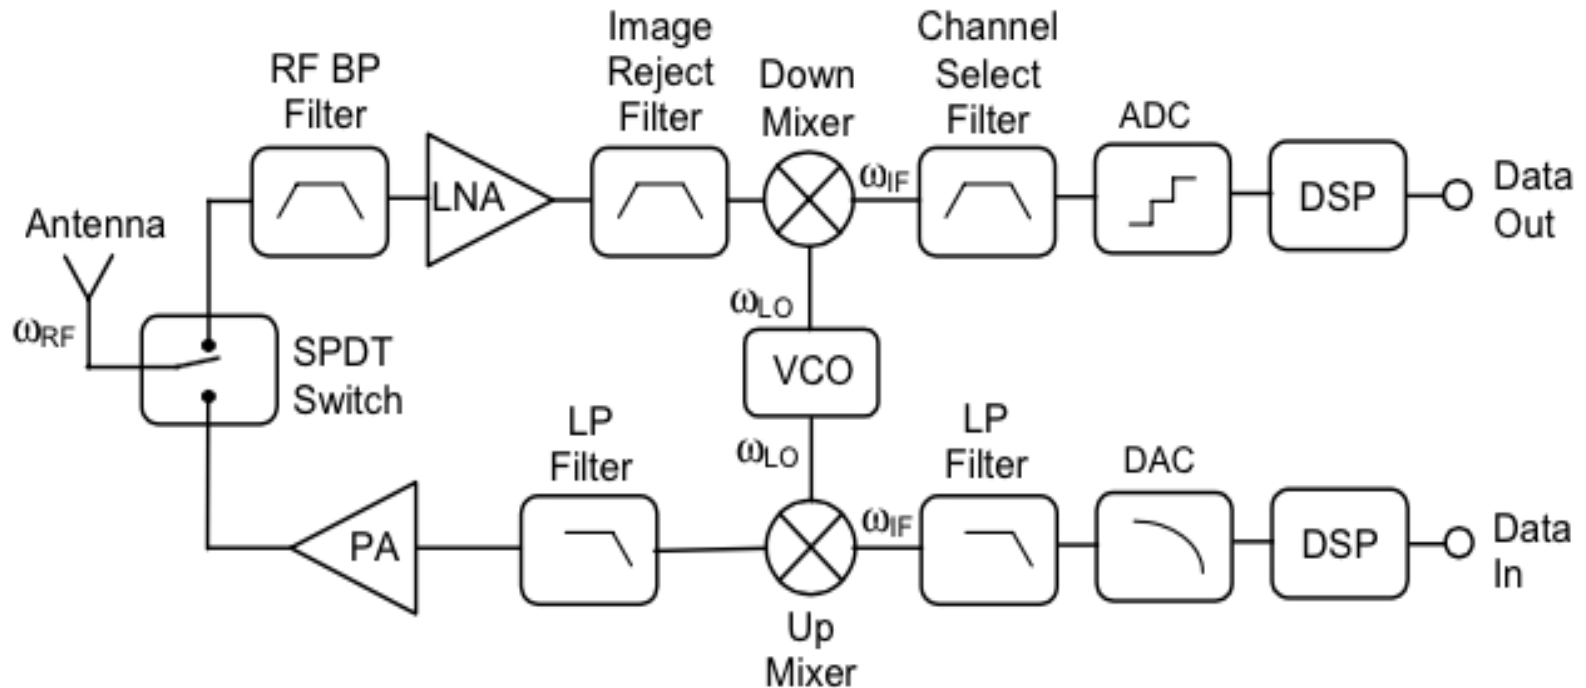 Image
Reject
Filter
Channel
Select
Filter
RF BP
Filter
Down
Mixer
ADC
LNA
ωIF
DSP
Data
Out
Antenna
ωRF
SPDT
Switch
ωLO
VCO
ωLO
LP
Filter
LP
Filter
DAC
PA
ωIF
DSP
Data
In
Up
Mixer